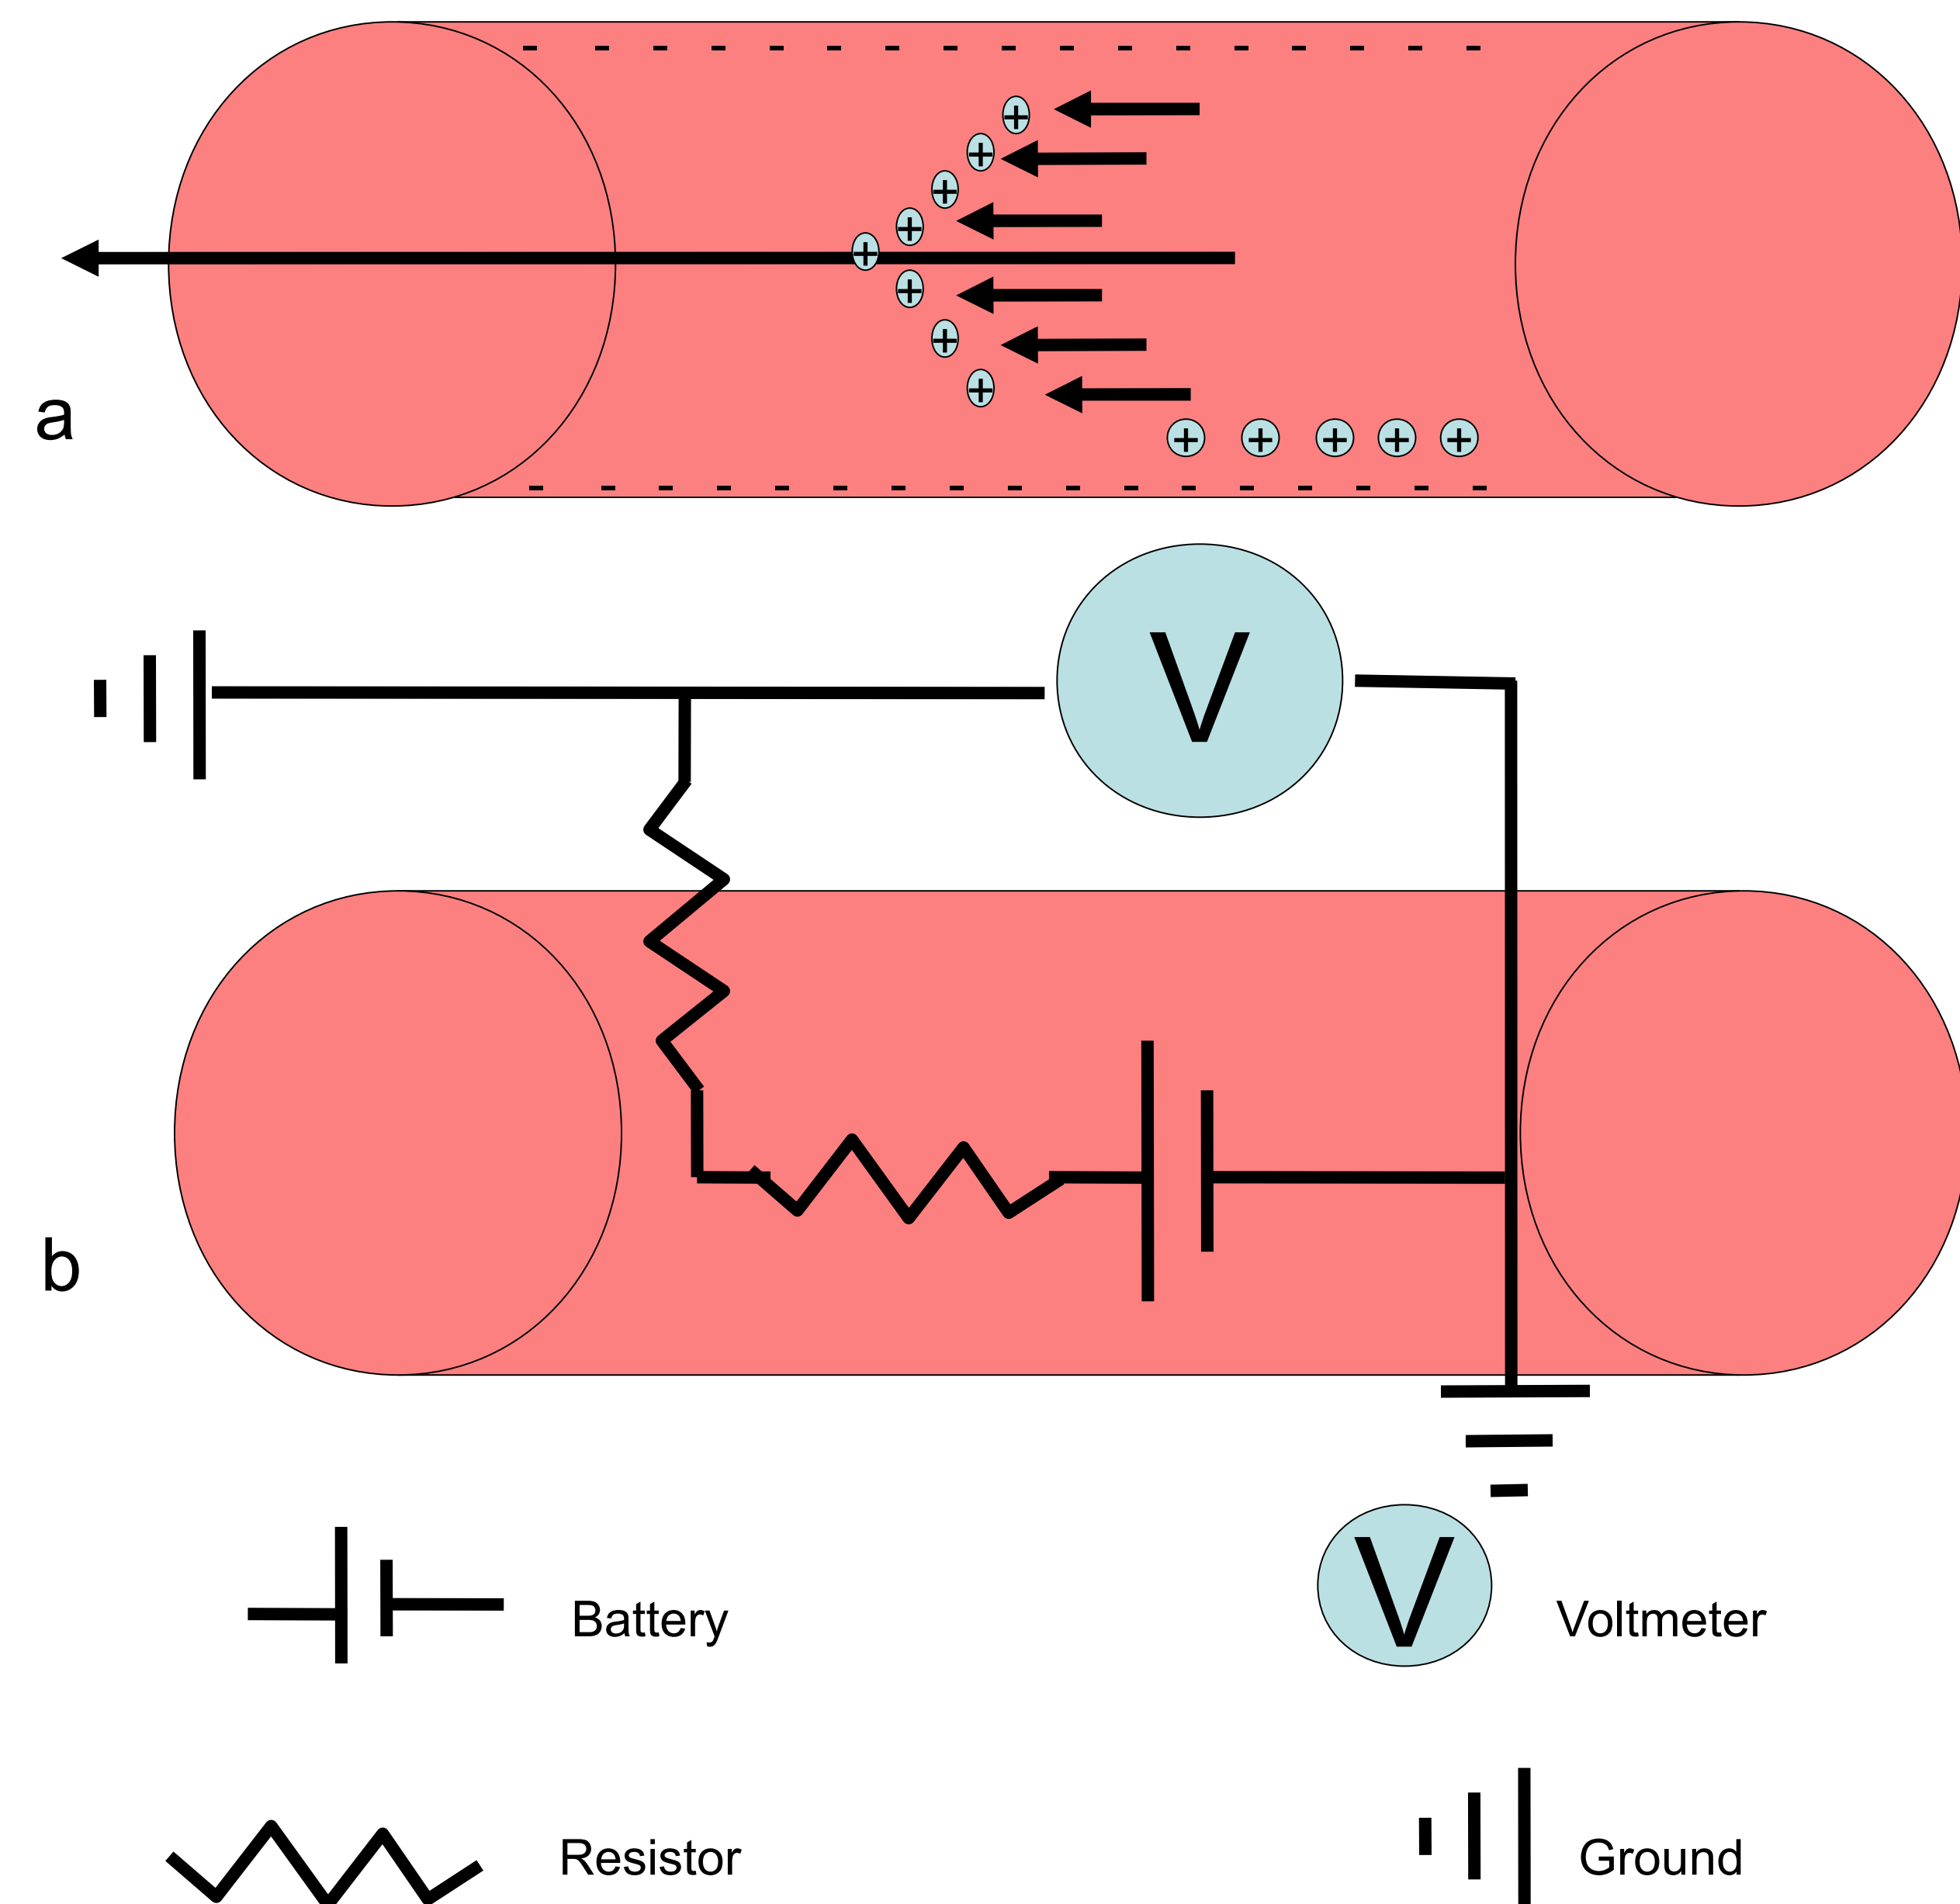 a
V
b
V
Battery
Voltmeter
Resistor
Ground